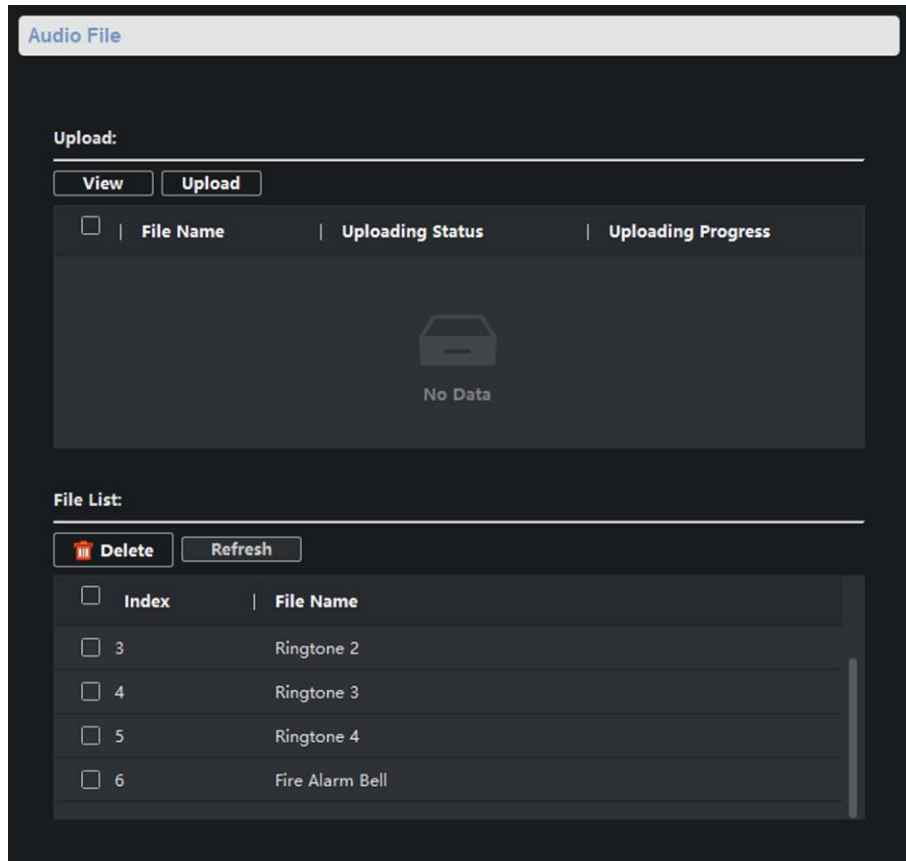 Audio File
Upload:
View Upload
| File Name | Uploading Status | Uploading Progress
No Data
File List:
Delete Refresh
Index | File Name
3 Ringtone 2
4 Ringtone 3
5 Ringtone 4
6 Fire Alarm Bell